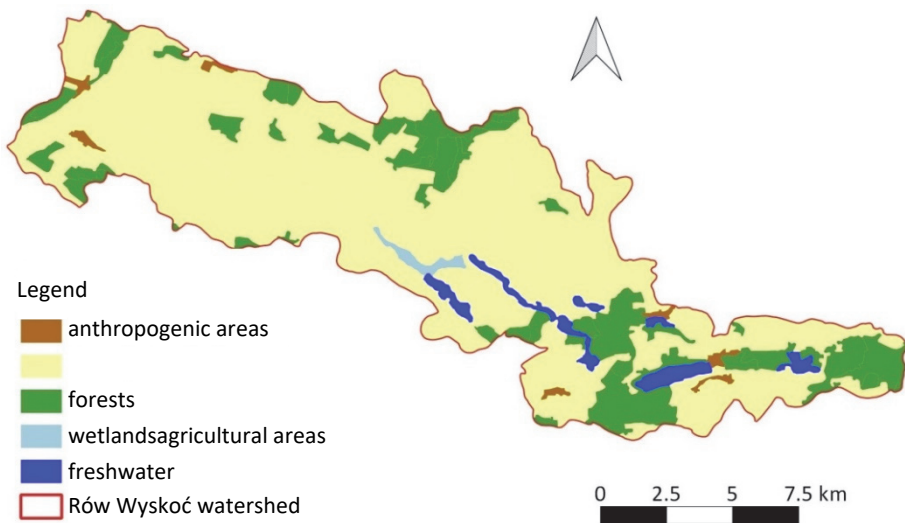 Legend
anthropogenic areas
forests
wetlandsagricultural areas
freshwater
Rów Wyskoć watershed
0 2.5 5 7.5 km